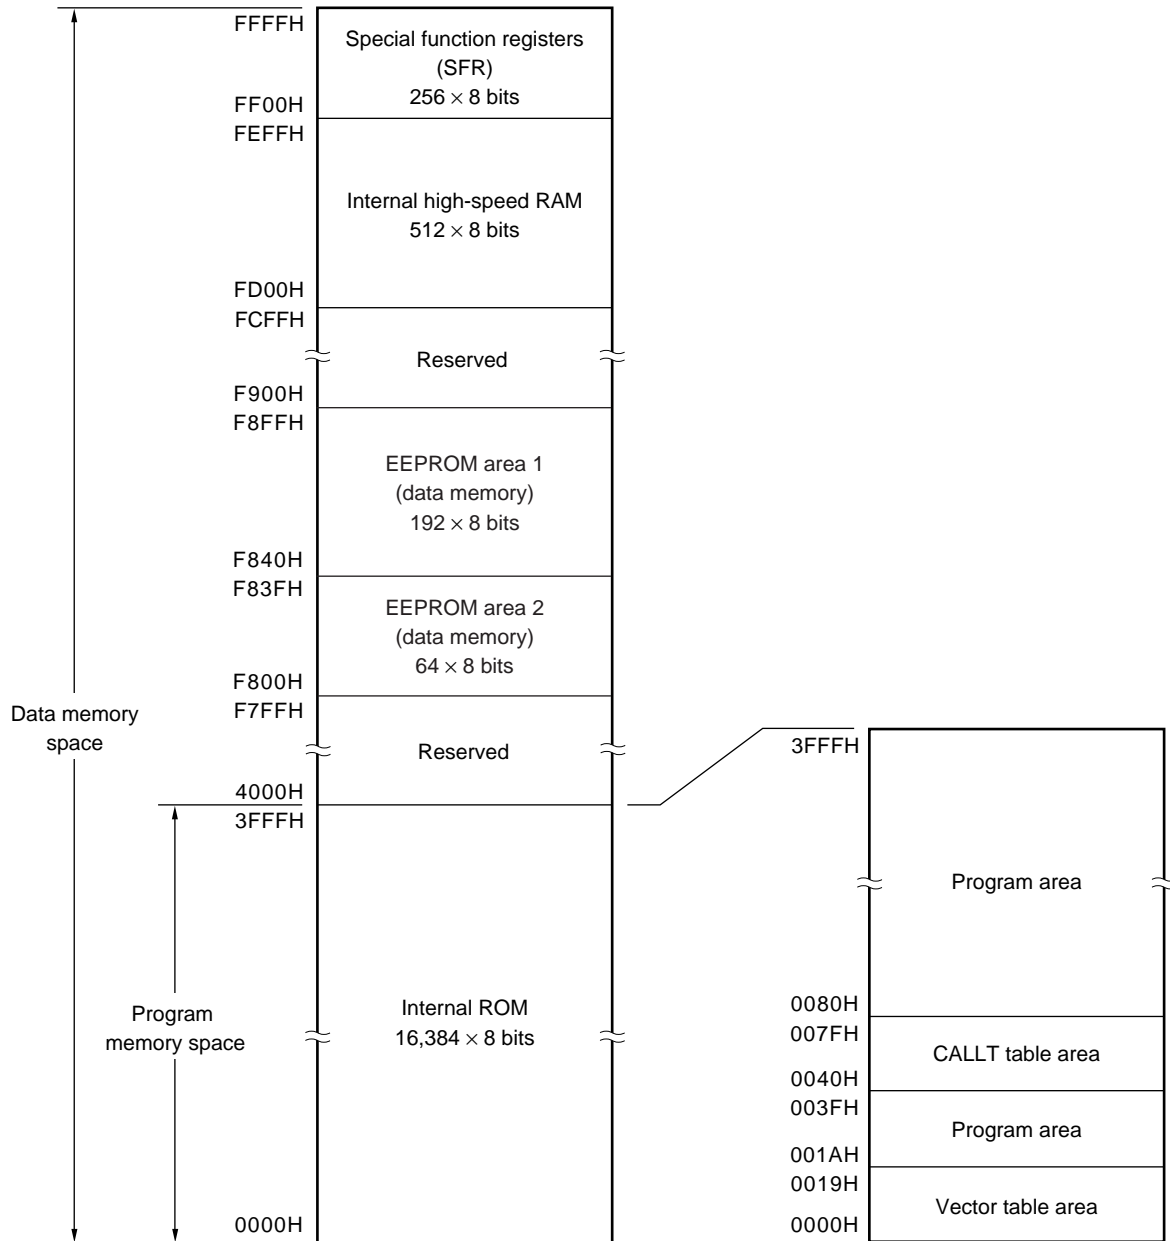 FFFFH
Special function registers
(SFR)
256 × 8 bits
FF00H
FEFFH
Internal high-speed RAM
512 × 8 bits
FD00H
FCFFH
Reserved
F900H
F8FFH
EEPROM area 1
(data memory)
192 × 8 bits
F840H
F83FH
EEPROM area 2
(data memory)
64 × 8 bits
F800H
F7FFH
Data memory
space
Reserved
4000H
3FFFH
Program
memory space
Internal ROM
16,384 × 8 bits
0000H
3FFFH
Program area
0080H
007FH
CALLT table area
0040H
003FH
Program area
001AH
0019H
Vector table area
0000H